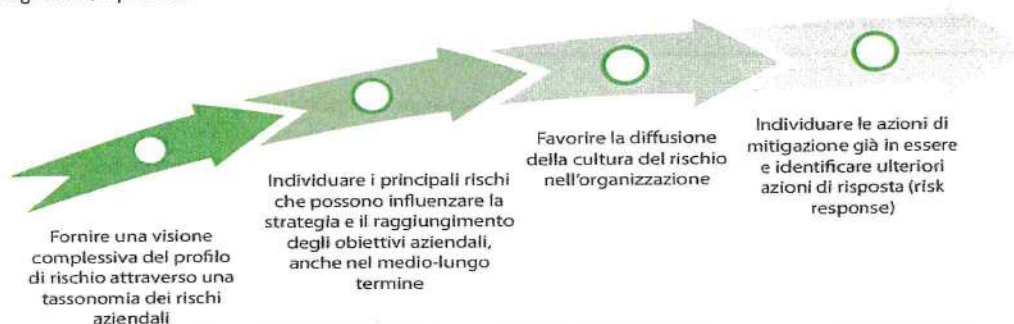 Fornire una visione
complessiva del profilo
di rischio attraverso una
tassonomia dei rischi
aziendali
Individuare i principali rischi
che possono influenzare la
strategia e il raggiungimento
degli obiettivi aziendali,
anche nel medio-lungo
termine
Favorire la diffusione
della cultura del rischio
nell'organizzazione
Individuare le azioni di
mitigazione già in essere
e identificare ulteriori
azioni di risposta (risk
response)